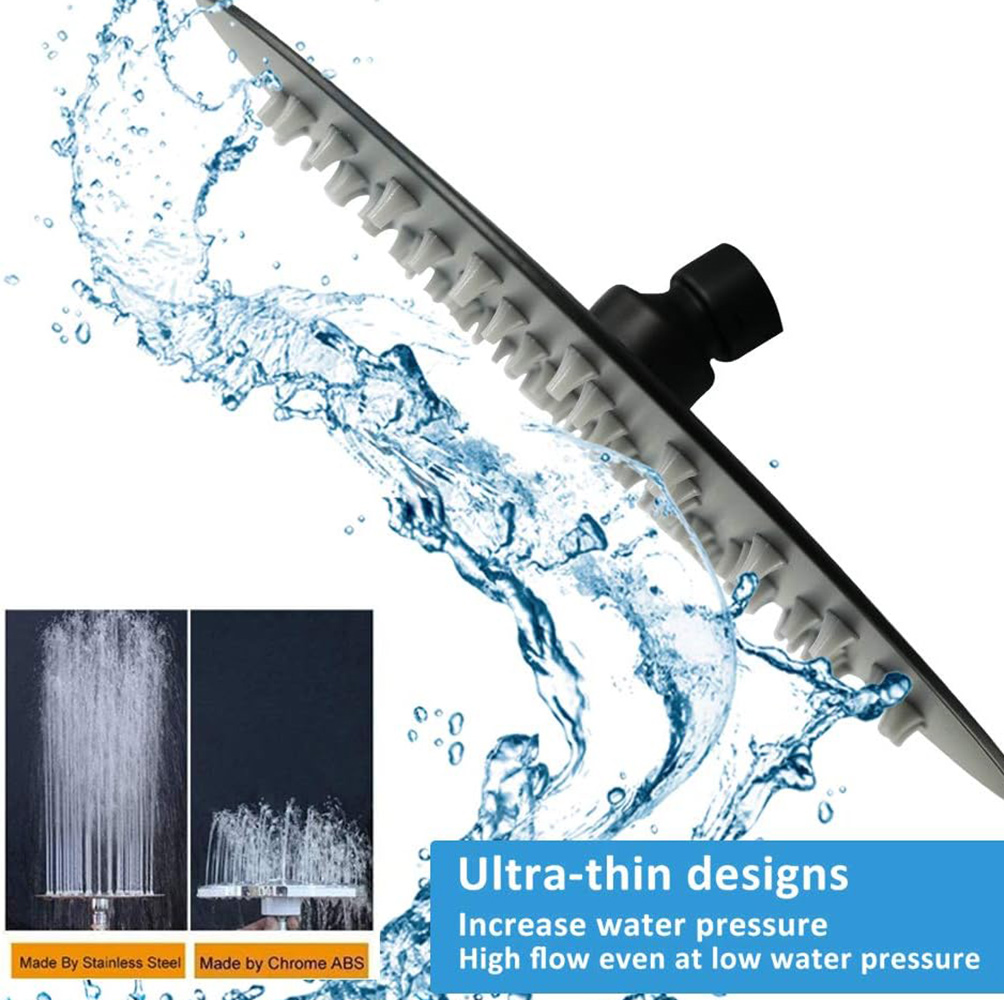 Ultra-thin designs
Increase water pressure
High flow even at low water pressure
Made By Stainless Steel
Made by Chrome ABS